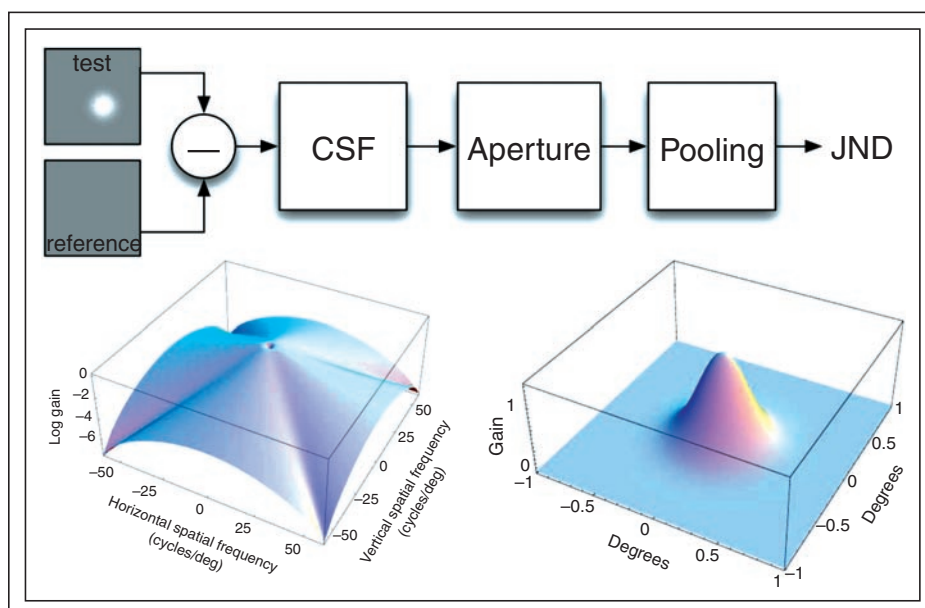 test
reference
—
CSF
Aperture
Pooling
JND
Log gain
0
–2
–4
–6
–50
–25
0
25
50
Horizontal spatial frequency
(cycles/deg)
–50
–25
0
25
50
Vertical spatial frequency
(cycles/deg)
Gain
1
0
–1
–0.5
0
0.5
1
Degrees
–1
–0.5
0
0.5
1
Degrees